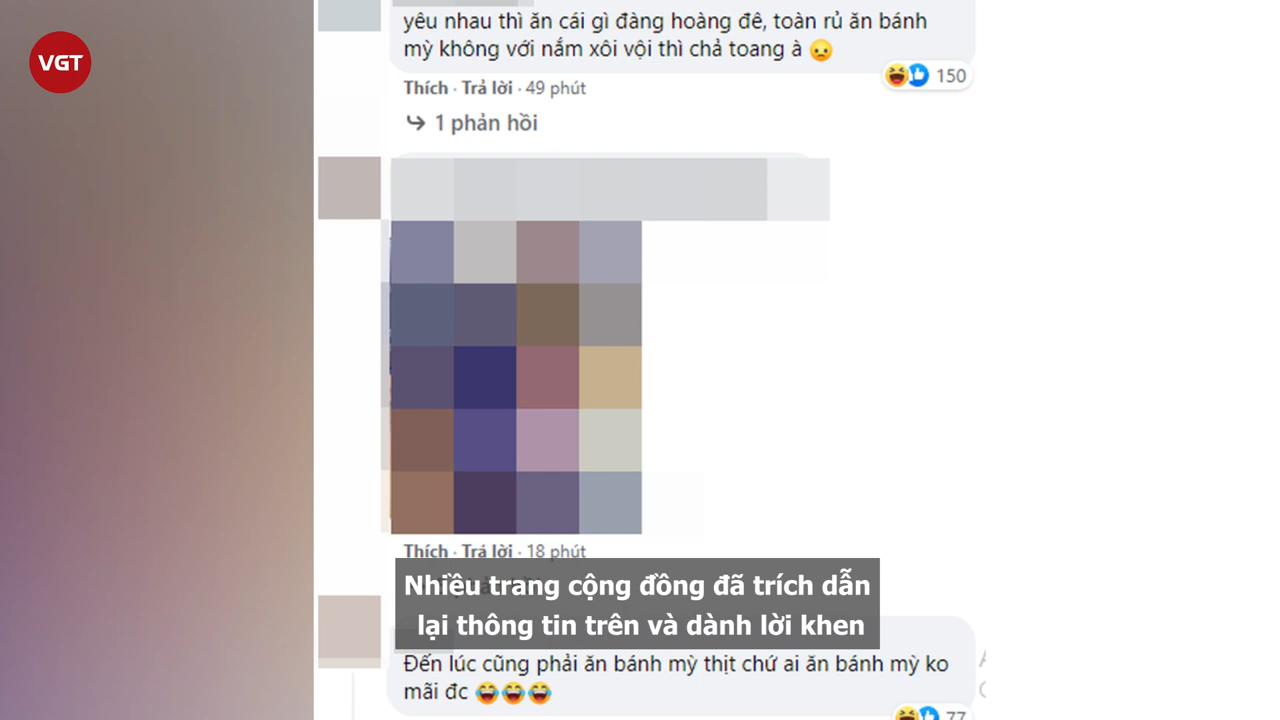 VGT
yêu nhau thì ăn cái gì đàng hoàng đê, toàn rủ ăn bánh
mỳ không với nắm xôi vội thì chả toang à 😞
150
Thích · Trả lời · 49 phút
1 phản hồi
Thích · Trả lời · 18 phút
Nhiều trang cộng đồng đã trích dẫn
lại thông tin trên và dành lời khen
Đến lúc cũng phải ăn bánh mỳ thịt chứ ai ăn bánh mỳ ko
mãi đc 😂😂😂
77